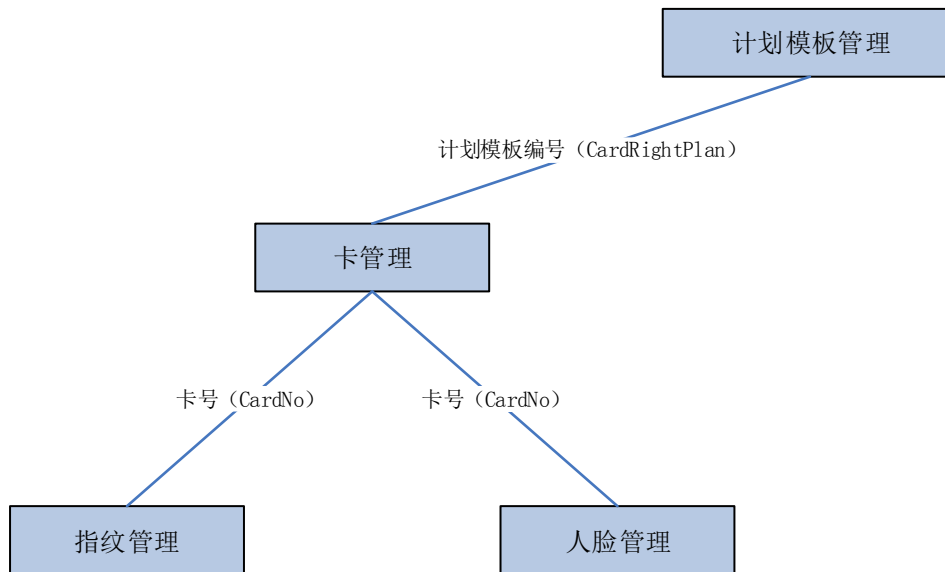 计划模板管理
计划模板编号（CardRightPlan）
卡管理
卡号（CardNo）
卡号（CardNo）
指纹管理
人脸管理